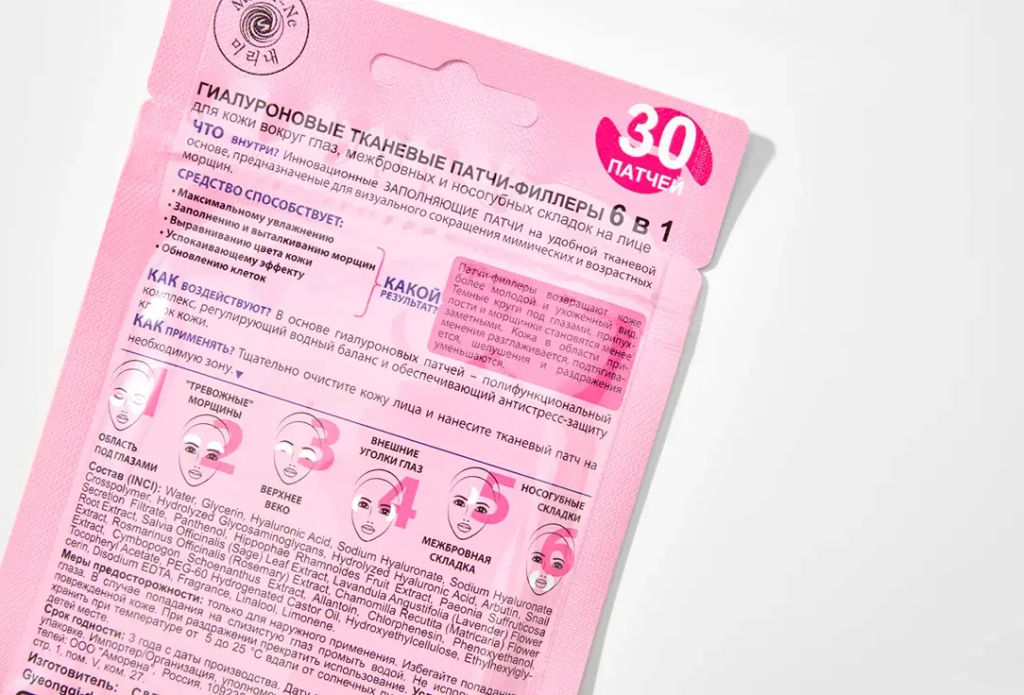 미리내
30
ПАТЧЕЙ
ГИАЛУРОНОВЫЕ ТКАНЕВЫЕ ПАТЧИ-ФИЛЛЕРЫ 6 в 1
для кожи вокруг глаз, межбровных и носогубных складок на лице
ЧТО ВНУТРИ? Инновационные ЗАПОЛНЯЮЩИЕ ПАТЧИ на удобной тканевой
основе, предназначенные для визуального сокращения мимических и возрастных
морщин.
СРЕДСТВО СПОСОБСТВУЕТ:
• Максимальному увлажнению
• Заполнению и выталкиванию морщин
• Выравниванию цвета кожи
• Успокаивающему эффекту
• Обновлению клеток
КАКОЙ
РЕЗУЛЬТАТ?
Патчи-филлеры возвращают коже
более молодой и ухоженный вид.
Темные круги под глазами, припух-
лости и морщинки становятся менее
заметными. Кожа в области при-
менения разглаживается, подтягива-
ется, шелушения и раздражения
уменьшаются.
КАК ВОЗДЕЙСТВУЮТ? В основе гиалуроновых патчей – полифункциональный
комплекс, регулирующий водный баланс и обеспечивающий антистресс-защиту
клеток кожи.
КАК ПРИМЕНЯТЬ? Тщательно очистите кожу лица и нанесите тканевый патч на
необходимую зону.
1
ОБЛАСТЬ
ПОД ГЛАЗАМИ
"ТРЕВОЖНЫЕ"
МОРЩИНЫ
2
3
ВЕРХНЕЕ
ВЕКО
ВНЕШНИЕ
УГОЛКИ ГЛАЗ
4
5
МЕЖБРОВНАЯ
СКЛАДКА
НОСОГУБНЫЕ
СКЛАДКИ
6
Состав (INCI): Water, Glycerin, Hyaluronic Acid, Sodium Hyaluronate, Sodium Hyaluronate
Crosspolymer, Hydrolyzed Glycosaminoglycans, Hydrolyzed Hyaluronic Acid, Arbutin, Snail
Secretion Filtrate, Panthenol, Hippophae Rhamnoides Fruit Extract, Paeonia Suffruticosa
Root Extract, Salvia Officinalis (Sage) Leaf Extract, Lavandula Angustifolia (Lavender) Flower
Extract, Rosmarinus Officinalis (Rosemary) Extract, Chamomilla Recutita (Matricaria) Flower
Extract, Cymbopogon Schoenanthus Extract, Allantoin, Chlorphenesin, Phenoxyethanol,
Tocopheryl Acetate, PEG-60 Hydrogenated Castor Oil, Hydroxyethylcellulose, Ethylhexylgly-
cerin, Disodium EDTA, Fragrance, Linalool, Limonene.
Меры предосторожности: только для наружного применения. Избегайте попадания
глаза. В случае попадания на слизистую глаз промыть водой. Не
поврежденной коже. При раздражении прекратить использование.
хранить при температуре от 5 до 25 °C вдали от солнечных
детей месте.
Срок годности: 3 года с даты производства.
упаковке. Импортер/Организация,
телей: ООО "Аморена", Россия,
стр. 1, пом. V, ком. 27.
Изготовитель: